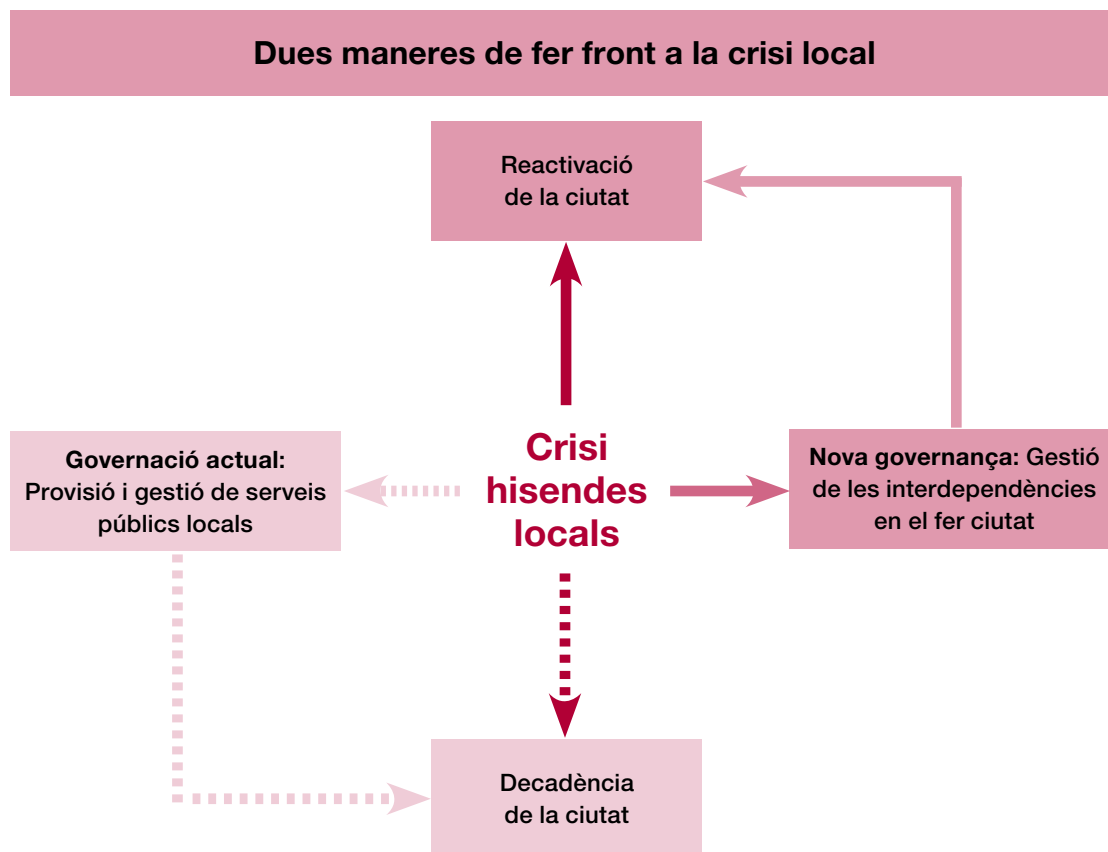 Dues maneres de fer front a la crisi local
Reactivació
de la ciutat
Governació actual:
Provisió i gestió de serveis
públics locals
Crisi
hisendes
locals
Nova governança: Gestió
de les interdependències
en el fer ciutat
Decadència
de la ciutat